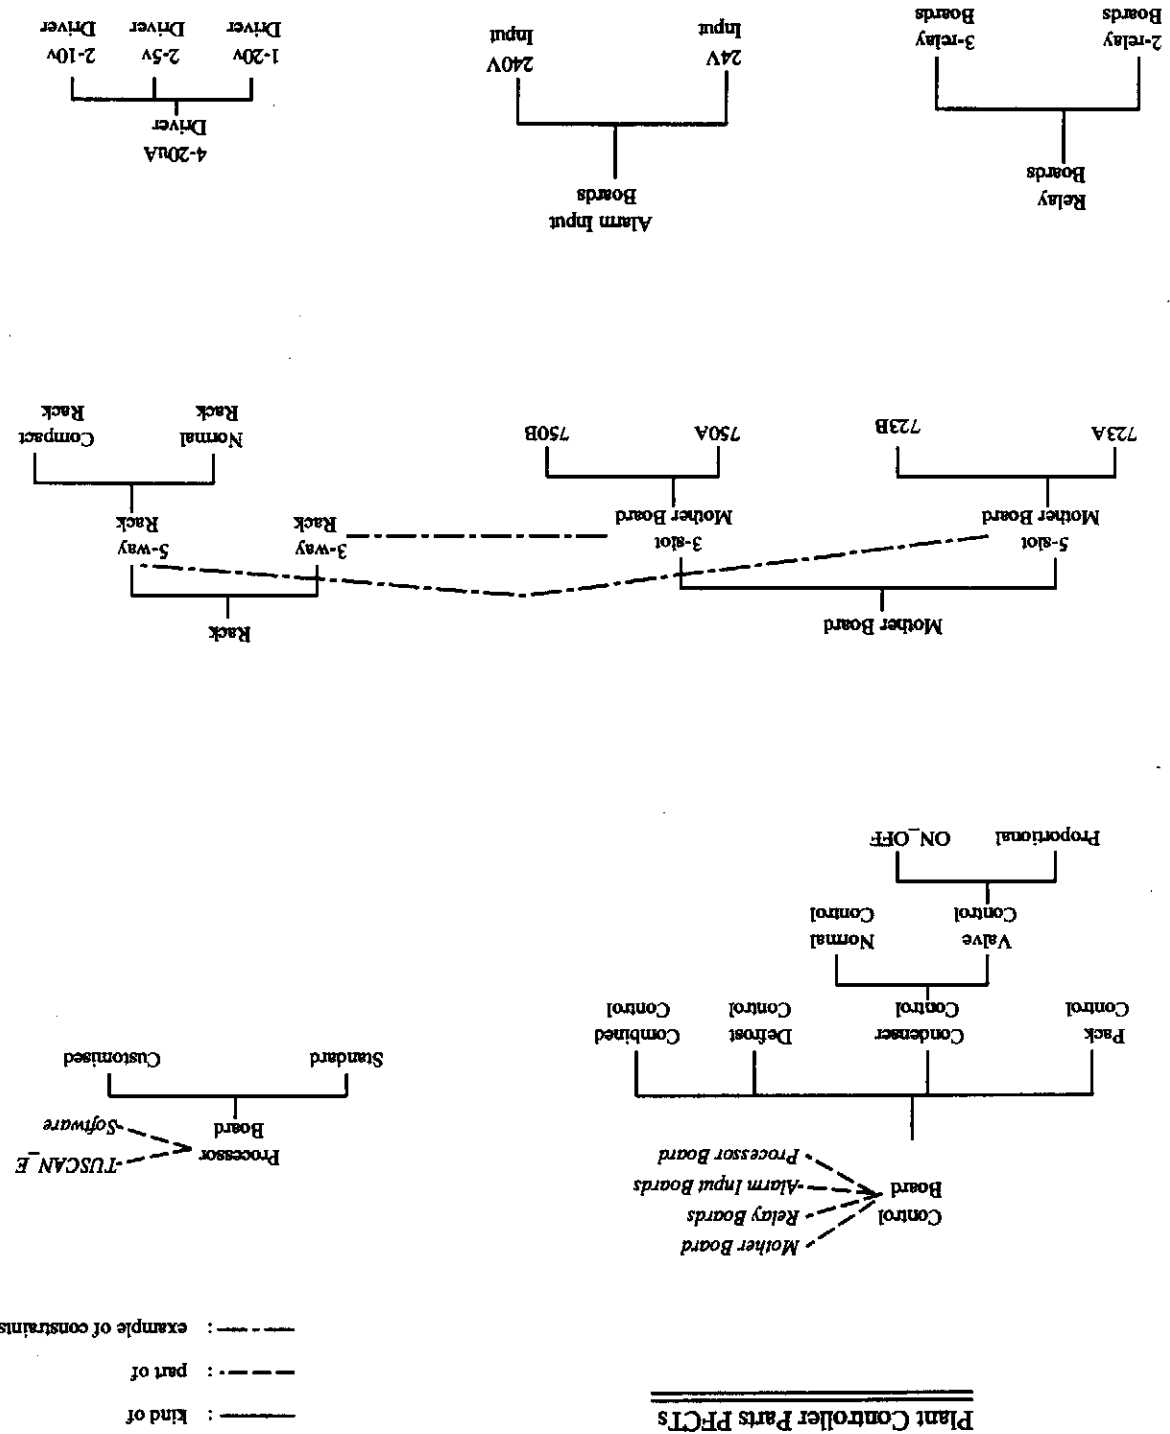 Plant Controller Parts PFCTs
: kind of
: part of
: example of constraints
Control
Board
Mother Board
Relay Boards
Alarm Input Boards
Processor Board
Pack
Control
Condenser
Control
Defrost
Control
Combined
Control
Valve
Control
Normal
Control
Proportional
ON_OFF
Processor
Board
TUSCAN_E
Software
Standard
Customised
Mother Board
5-slot
Mother Board
3-slot
Mother Board
723A
723B
750A
750B
Rack
3-way
Rack
5-way
Rack
Normal
Rack
Compact
Rack
Relay
Boards
2-relay
Boards
3-relay
Boards
Alarm Input
Boards
24V
Input
240V
Input
4-20uA
Driver
1-20v
Driver
2-5v
Driver
2-10v
Driver